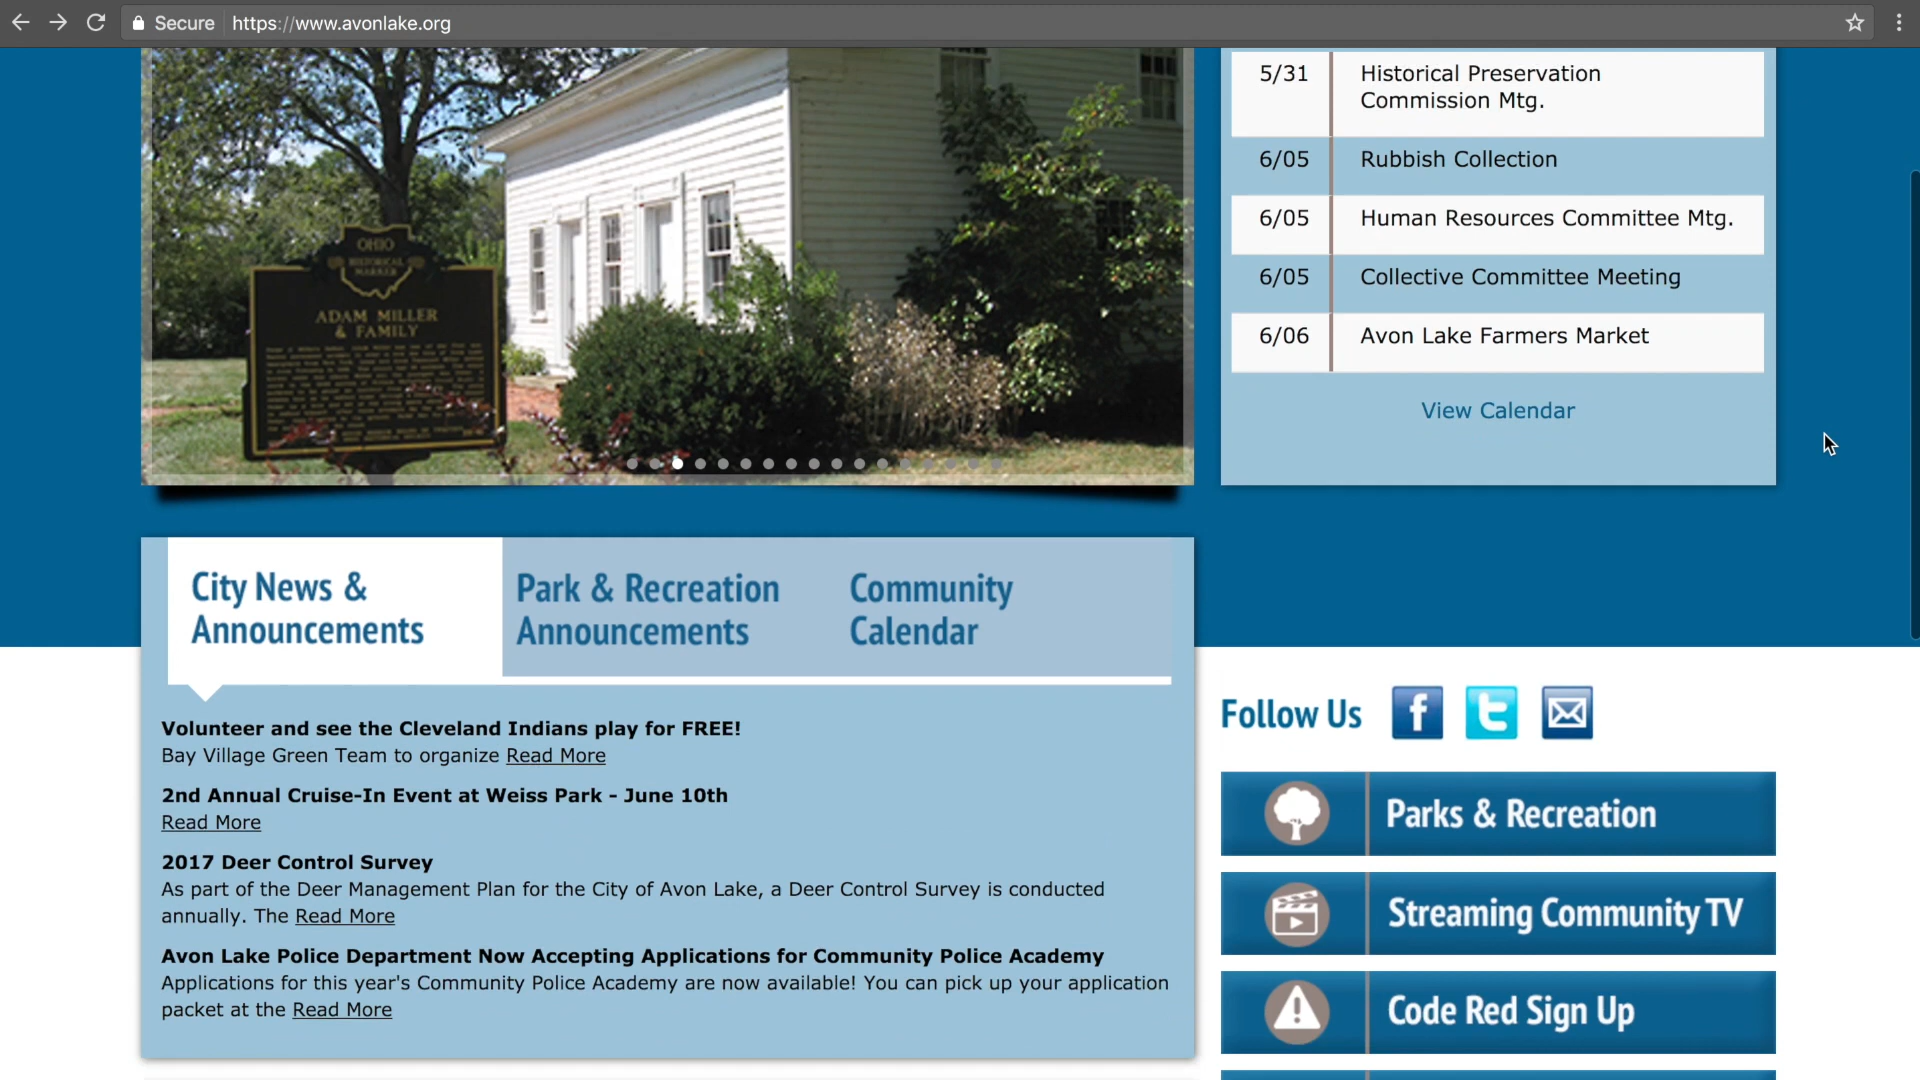 Secure https://www.avonlake.org
OHIO
HISTORICAL
MARKER
ADAM MILLER
& FAMILY
5/31 Historical Preservation
Commission Mtg.
6/05 Rubbish Collection
6/05 Human Resources Committee Mtg.
6/05 Collective Committee Meeting
6/06 Avon Lake Farmers Market
View Calendar
City News &
Announcements
Park & Recreation
Announcements
Community
Calendar
Volunteer and see the Cleveland Indians play for FREE!
Bay Village Green Team to organize Read More
2nd Annual Cruise-In Event at Weiss Park - June 10th
Read More
2017 Deer Control Survey
As part of the Deer Management Plan for the City of Avon Lake, a Deer Control Survey is conducted
annually. The Read More
Avon Lake Police Department Now Accepting Applications for Community Police Academy
Applications for this year's Community Police Academy are now available! You can pick up your application
packet at the Read More
Follow Us
Parks & Recreation
Streaming Community TV
Code Red Sign Up